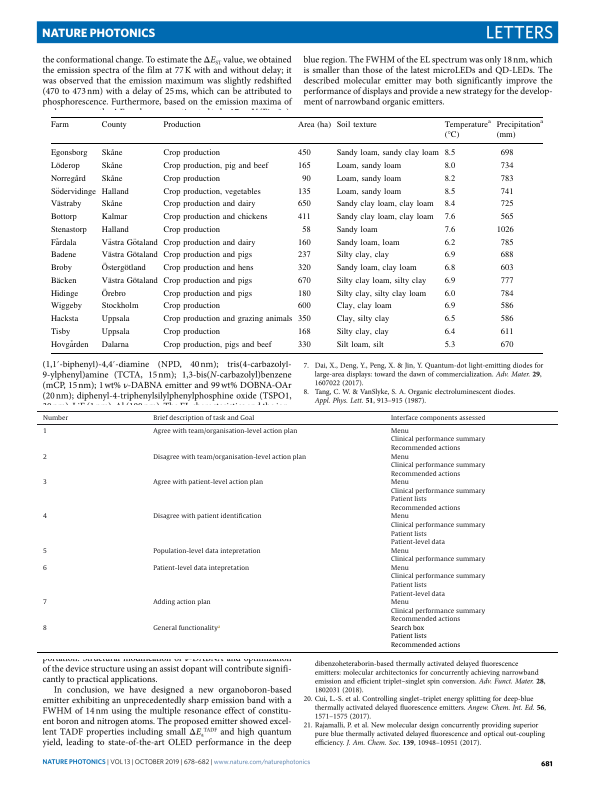 NATURE PHOTONICS
LETTERS
the conformational change. To estimate the ΔE_ST value, we obtained
the emission spectra of the film at 77 K with and without delay; it
was observed that the emission maximum was slightly redshifted
(470 to 473 nm) with a delay of 25 ms, which can be attributed to
phosphorescence. Furthermore, based on the emission maxima of
blue region. The FWHM of the EL spectrum was only 18 nm, which
is smaller than those of the latest microLEDs and QD-LEDs. The
described molecular emitter may both significantly improve the
performance of displays and provide a new strategy for the develop-
ment of narrowband organic emitters.
Farm County Production Area (ha) Soil texture Temperatureª Precipitationª
(°C) (mm)
Egonsborg Skåne Crop production 450 Sandy loam, sandy clay loam 8.5 698
Löderop Skåne Crop production, pig and beef 165 Loam, sandy loam 8.0 734
Norregård Skåne Crop production 90 Loam, sandy loam 8.2 783
Södervidinge Halland Crop production, vegetables 135 Loam, sandy loam 8.5 741
Västraby Skåne Crop production and dairy 650 Sandy clay loam, clay loam 8.4 725
Bottorp Kalmar Crop production and chickens 411 Sandy clay loam, clay loam 7.6 565
Stenastorp Halland Crop production 58 Sandy loam 7.6 1026
Fårdala Västra Götaland Crop production and dairy 160 Sandy loam, loam 6.2 785
Badene Västra Götaland Crop production and pigs 237 Silty clay, clay 6.9 688
Broby Östergötland Crop production and hens 320 Sandy loam, clay loam 6.8 603
Bäcken Västra Götaland Crop production and pigs 670 Silty clay loam, silty clay 6.9 777
Hidinge Örebro Crop production and pigs 180 Silty clay, silty clay loam 6.0 784
Wiggeby Stockholm Crop production 600 Clay, clay loam 6.9 586
Hacksta Uppsala Crop production and grazing animals 350 Clay, silty clay 6.5 586
Tisby Uppsala Crop production 168 Silty clay, clay 6.4 611
Hovgården Dalarna Crop production, pigs and beef 330 Silt loam, silt 5.3 670
(1,1′-biphenyl)-4,4′-diamine (NPD, 40 nm); tris(4-carbazolyl-
9-ylphenyl)amine (TCTA, 15 nm); 1,3-bis(N-carbazolyl)benzene
(mCP, 15 nm); 1 wt% ν-DABNA emitter and 99 wt% DOBNA-OAr
(20 nm); diphenyl-4-triphenylsilylphenylphosphine oxide (TSPO1,
7. Dai, X., Deng, Y., Peng, X. & Jin, Y. Quantum-dot light-emitting diodes for
large-area displays: toward the dawn of commercialization. Adv. Mater. 29,
1607022 (2017).
8. Tang, C. W. & VanSlyke, S. A. Organic electroluminescent diodes.
Appl. Phys. Lett. 51, 913–915 (1987).
Number Brief description of task and Goal Interface components assessed
1 Agree with team/organisation-level action plan Menu
Clinical performance summary
Recommended actions
2 Disagree with team/organisation-level action plan Menu
Clinical performance summary
Recommended actions
3 Agree with patient-level action plan Menu
Clinical performance summary
Patient lists
Recommended actions
4 Disagree with patient identification Menu
Clinical performance summary
Patient lists
Patient-level data
5 Population-level data intepretation Menu
Clinical performance summary
6 Patient-level data intepretation Menu
Clinical performance summary
Patient lists
Patient-level data
7 Adding action plan Menu
Clinical performance summary
Recommended actions
8 General functionalityª Search box
Patient lists
Recommended actions
of the device structure using an assist dopant will contribute signifi-
cantly to practical applications.
In conclusion, we have designed a new organoboron-based
emitter exhibiting an unprecedentedly sharp emission band with a
FWHM of 14 nm using the multiple resonance effect of constitu-
ent boron and nitrogen atoms. The proposed emitter showed excel-
lent TADF properties including small ΔE and high quantum
yield, leading to state-of-the-art OLED performance in the deep
dibenzoheteraborin-based thermally activated delayed fluorescence
emitters: molecular architectonics for concurrently achieving narrowband
emission and efficient triplet–singlet spin conversion. Adv. Funct. Mater. 28,
1802031 (2018).
20. Cui, L.-S. et al. Controlling singlet–triplet energy splitting for deep-blue
thermally activated delayed fluorescence emitters. Angew. Chem. Int. Ed. 56,
1571–1575 (2017).
21. Rajamalli, P. et al. New molecular design concurrently providing superior
pure blue thermally activated delayed fluorescence and optical out-coupling
efficiency. J. Am. Chem. Soc. 139, 10948–10951 (2017).
NATURE PHOTONICS | VOL 13 | OCTOBER 2019 | 678–682 | www.nature.com/naturephotonics
681